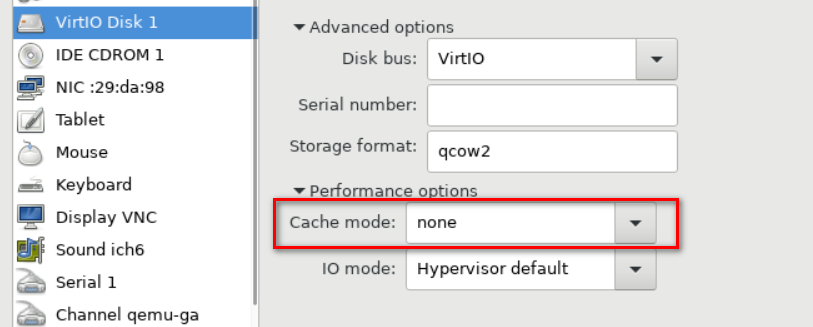 VirtIO Disk 1
IDE CDROM 1
NIC :29:da:98
Tablet
Mouse
Keyboard
Display VNC
Sound ich6
Serial 1
Channel qemu-ga
Advanced options
Disk bus: VirtIO
Serial number:
Storage format: qcow2
Performance options
Cache mode: none
IO mode: Hypervisor default